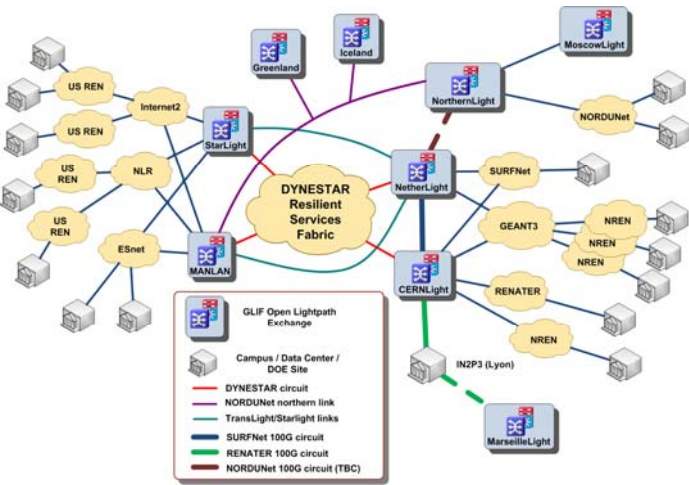 Greenland
Iceland
MoscowLight
NorthernLight
US REN
US REN
Internet2
StarLight
NORDUNet
US
REN
NLR
US
REN
ESnet
MANLAN
DYNESTAR
Resilient
Services
Fabric
NetherLight
SURFNet
GEANT3
NREN
NREN
NREN
CERNLight
RENATER
NREN
IN2P3 (Lyon)
MarseilleLight
GLIF Open Lightpath
Exchange
Campus / Data Center /
DOE Site
DYNESTAR circuit
NORDUNet northern link
TransLight/Starlight links
SURFNet 100G circuit
RENATER 100G circuit
NORDUNet 100G circuit (TBC)